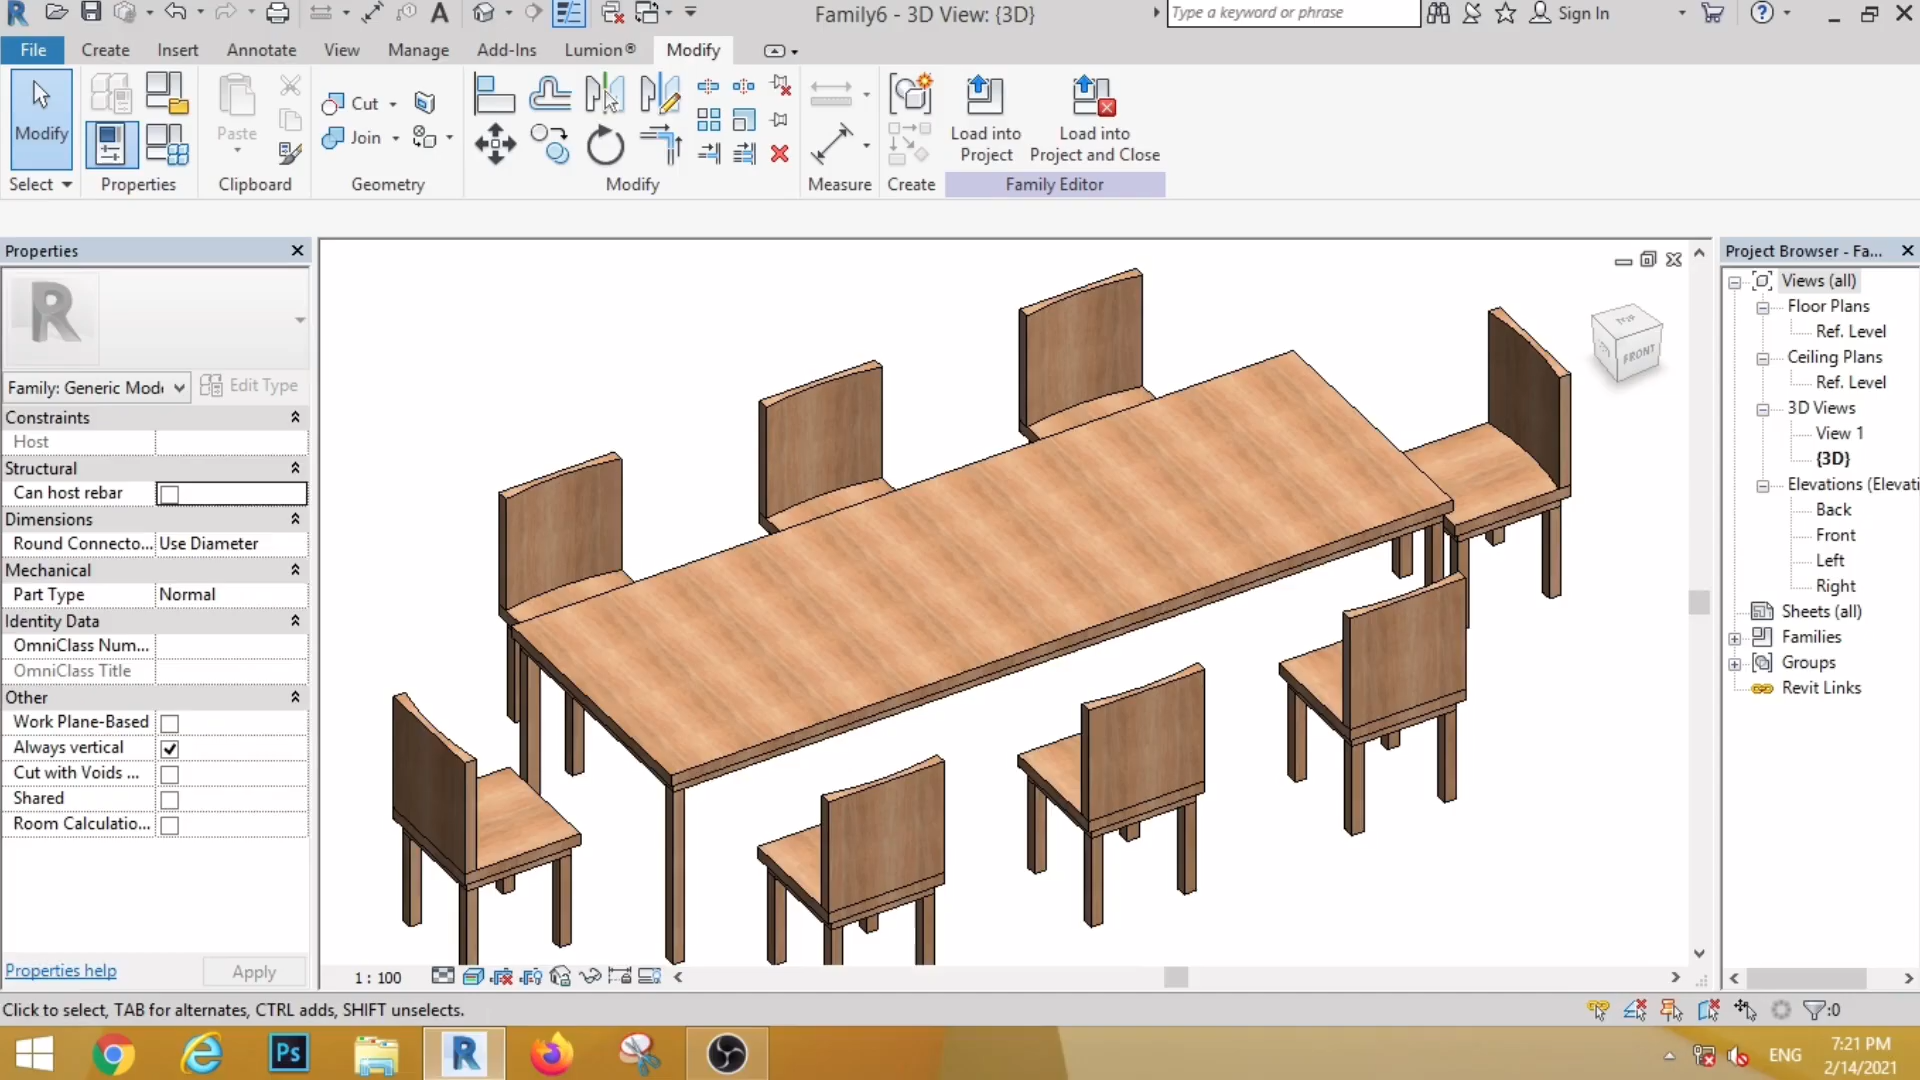 Family6 - 3D View: {3D}
Type a keyword or phrase
Sign In
File
Create
Insert
Annotate
View
Manage
Add-Ins
Lumion®
Modify
Modify
Paste
Cut
Join
Load into
Project
Load into
Project and Close
Select
Properties
Clipboard
Geometry
Modify
Measure
Create
Family Editor
Properties
Family: Generic Mode
Edit Type
Constraints
Host
Structural
Can host rebar
Dimensions
Round Connecto...
Use Diameter
Mechanical
Part Type
Normal
Identity Data
OmniClass Num...
OmniClass Title
Other
Work Plane-Based
Always vertical
Cut with Voids ...
Shared
Room Calculatio...
Properties help
Apply
TOP
FRONT
1 : 100
Project Browser - Fa...
Views (all)
Floor Plans
Ref. Level
Ceiling Plans
Ref. Level
3D Views
View 1
{3D}
Elevations (Elevati
Back
Front
Left
Right
Sheets (all)
Families
Groups
Revit Links
Click to select, TAB for alternates, CTRL adds, SHIFT unselects.
:0
Ps
R
ENG
7:21 PM
2/14/2021